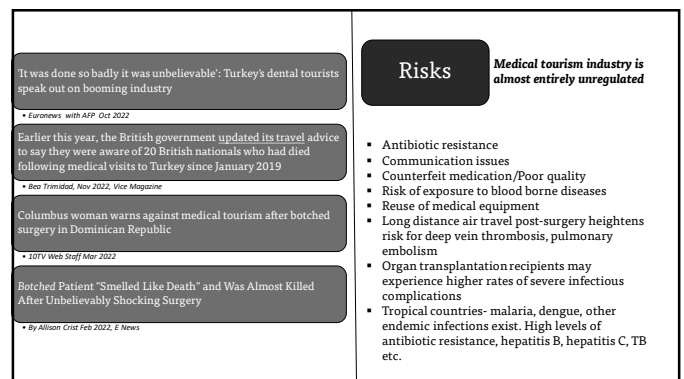 'It was done so badly it was unbelievable': Turkey's dental tourists
speak out on booming industry
• Euronews with AFP Oct 2022
Earlier this year, the British government updated its travel advice
to say they were aware of 20 British nationals who had died
following medical visits to Turkey since January 2019
• Bea Trimidad, Nov 2022, Vice Magazine
Columbus woman warns against medical tourism after botched
surgery in Dominican Republic
• 10TV Web Staff Mar 2022
Botched Patient "Smelled Like Death" and Was Almost Killed
After Unbelievably Shocking Surgery
• By Allison Crist Feb 2022, E News
Risks
Medical tourism industry is
almost entirely unregulated
▪ Antibiotic resistance
▪ Communication issues
▪ Counterfeit medication/Poor quality
▪ Risk of exposure to blood borne diseases
▪ Reuse of medical equipment
▪ Long distance air travel post-surgery heightens
risk for deep vein thrombosis, pulmonary
embolism
▪ Organ transplantation recipients may
experience higher rates of severe infectious
complications
▪ Tropical countries- malaria, dengue, other
endemic infections exist. High levels of
antibiotic resistance, hepatitis B, hepatitis C, TB
etc.